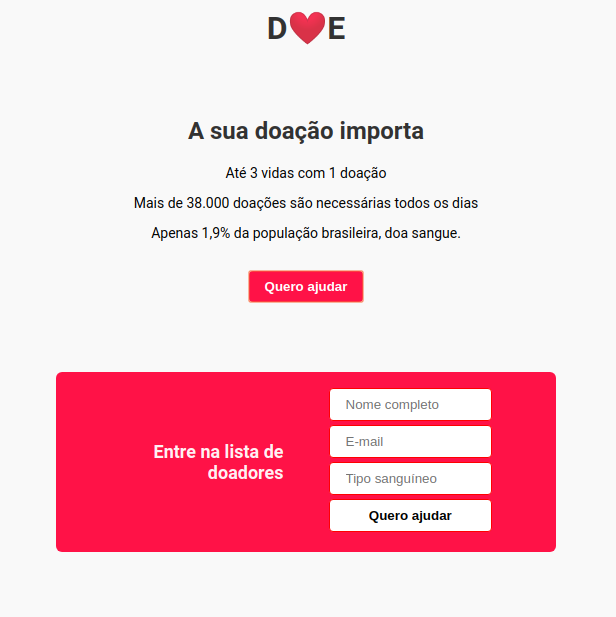 D❤️E
A sua doação importa
Até 3 vidas com 1 doação
Mais de 38.000 doações são necessárias todos os dias
Apenas 1,9% da população brasileira, doa sangue.
Quero ajudar
Entre na lista de
doadores
Nome completo
E-mail
Tipo sanguíneo
Quero ajudar